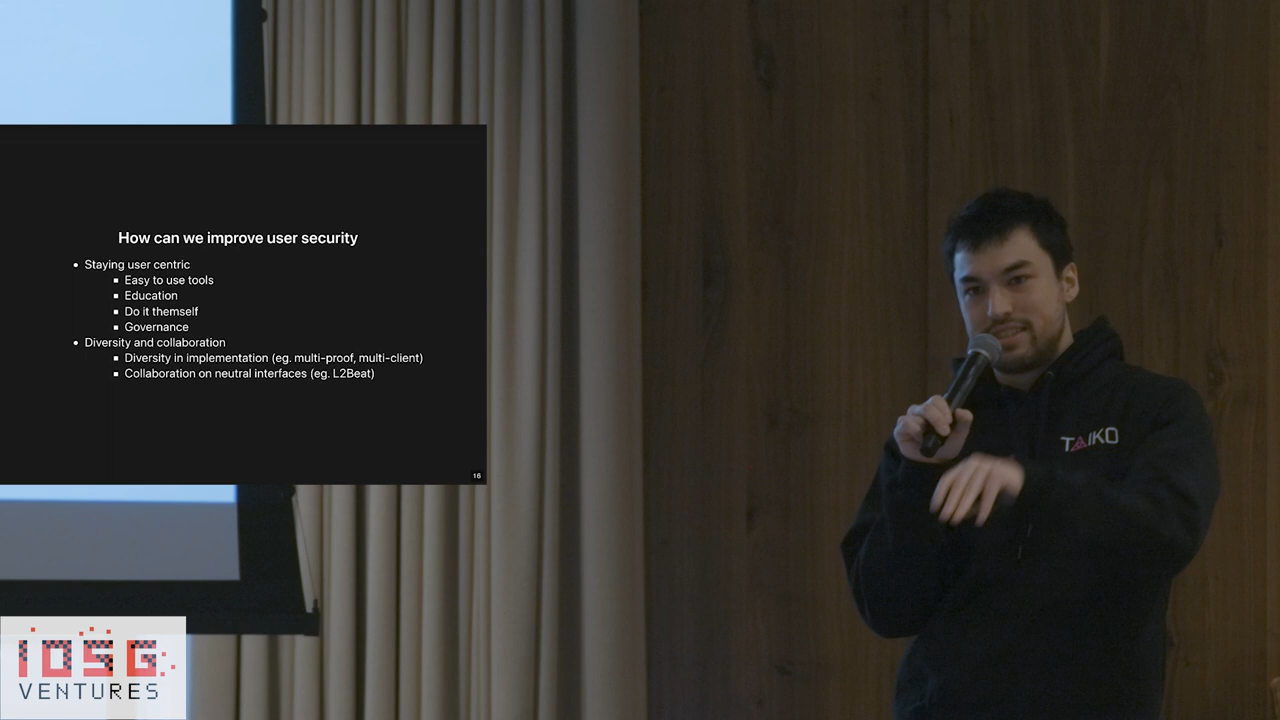 How can we improve user security
• Staying user centric
▪ Easy to use tools
▪ Education
▪ Do it themself
▪ Governance
• Diversity and collaboration
▪ Diversity in implementation (eg. multi-proof, multi-client)
▪ Collaboration on neutral interfaces (eg. L2Beat)
16
TAIKO
IOSG
VENTURES